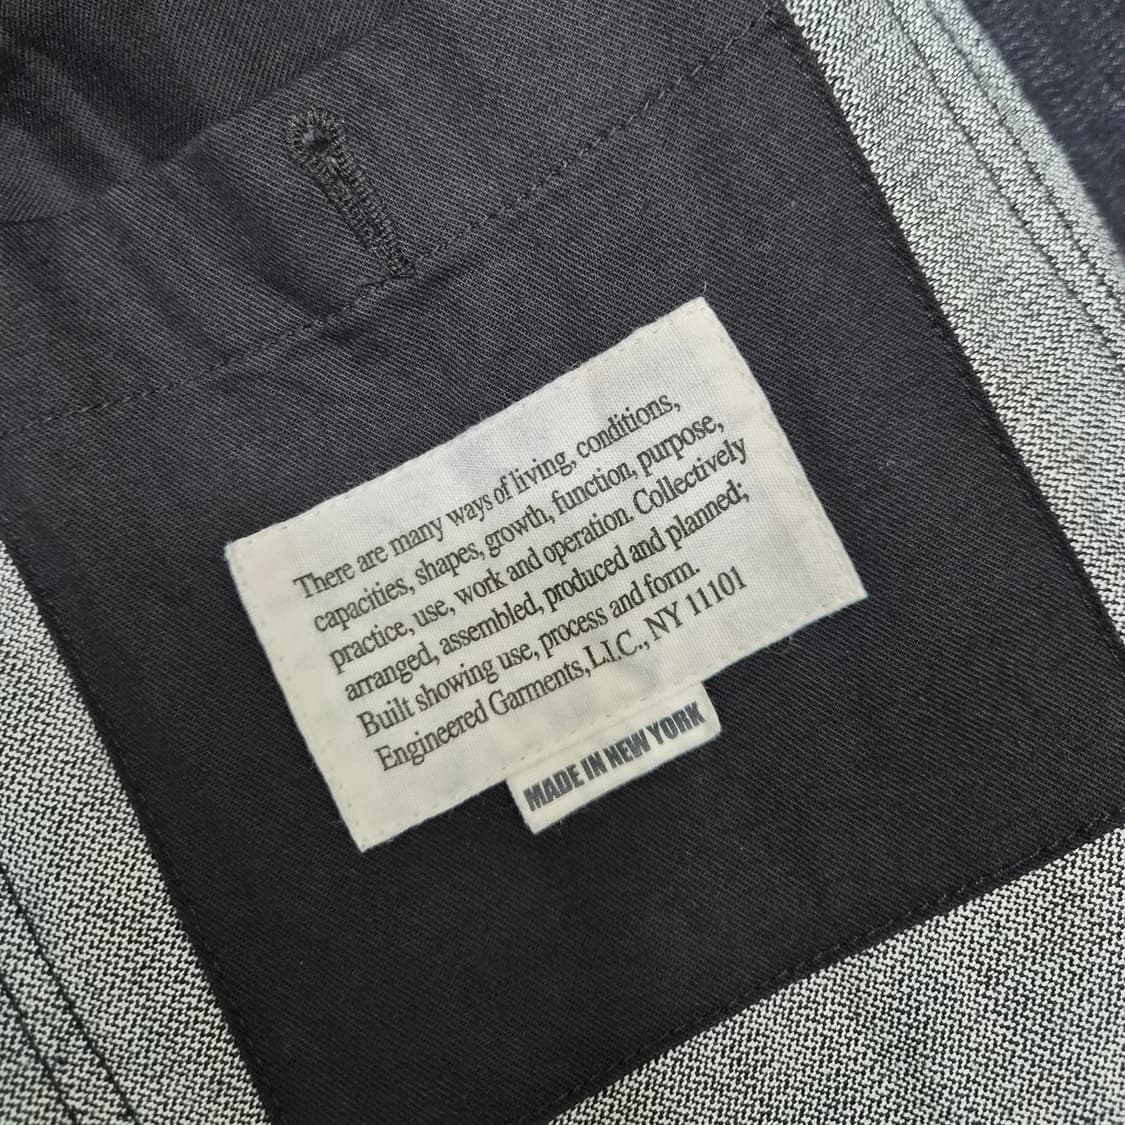 There are many ways of living, conditions,
capacities, shapes, growth, function, purpose,
practice, use, work and operation. Collectively
arranged, assembled, produced and planned;
Built showing use, process and form.
Engineered Garments, L.I.C., NY 11101
MADE IN NEW YORK